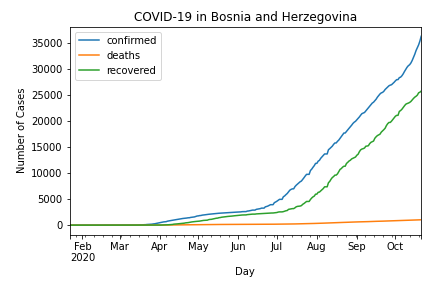 COVID-19 in Bosnia and Herzegovina
confirmed
deaths
recovered
Number of Cases
35000
30000
25000
20000
15000
10000
5000
0
Feb Mar Apr May Jun Jul Aug Sep Oct
2020
Day